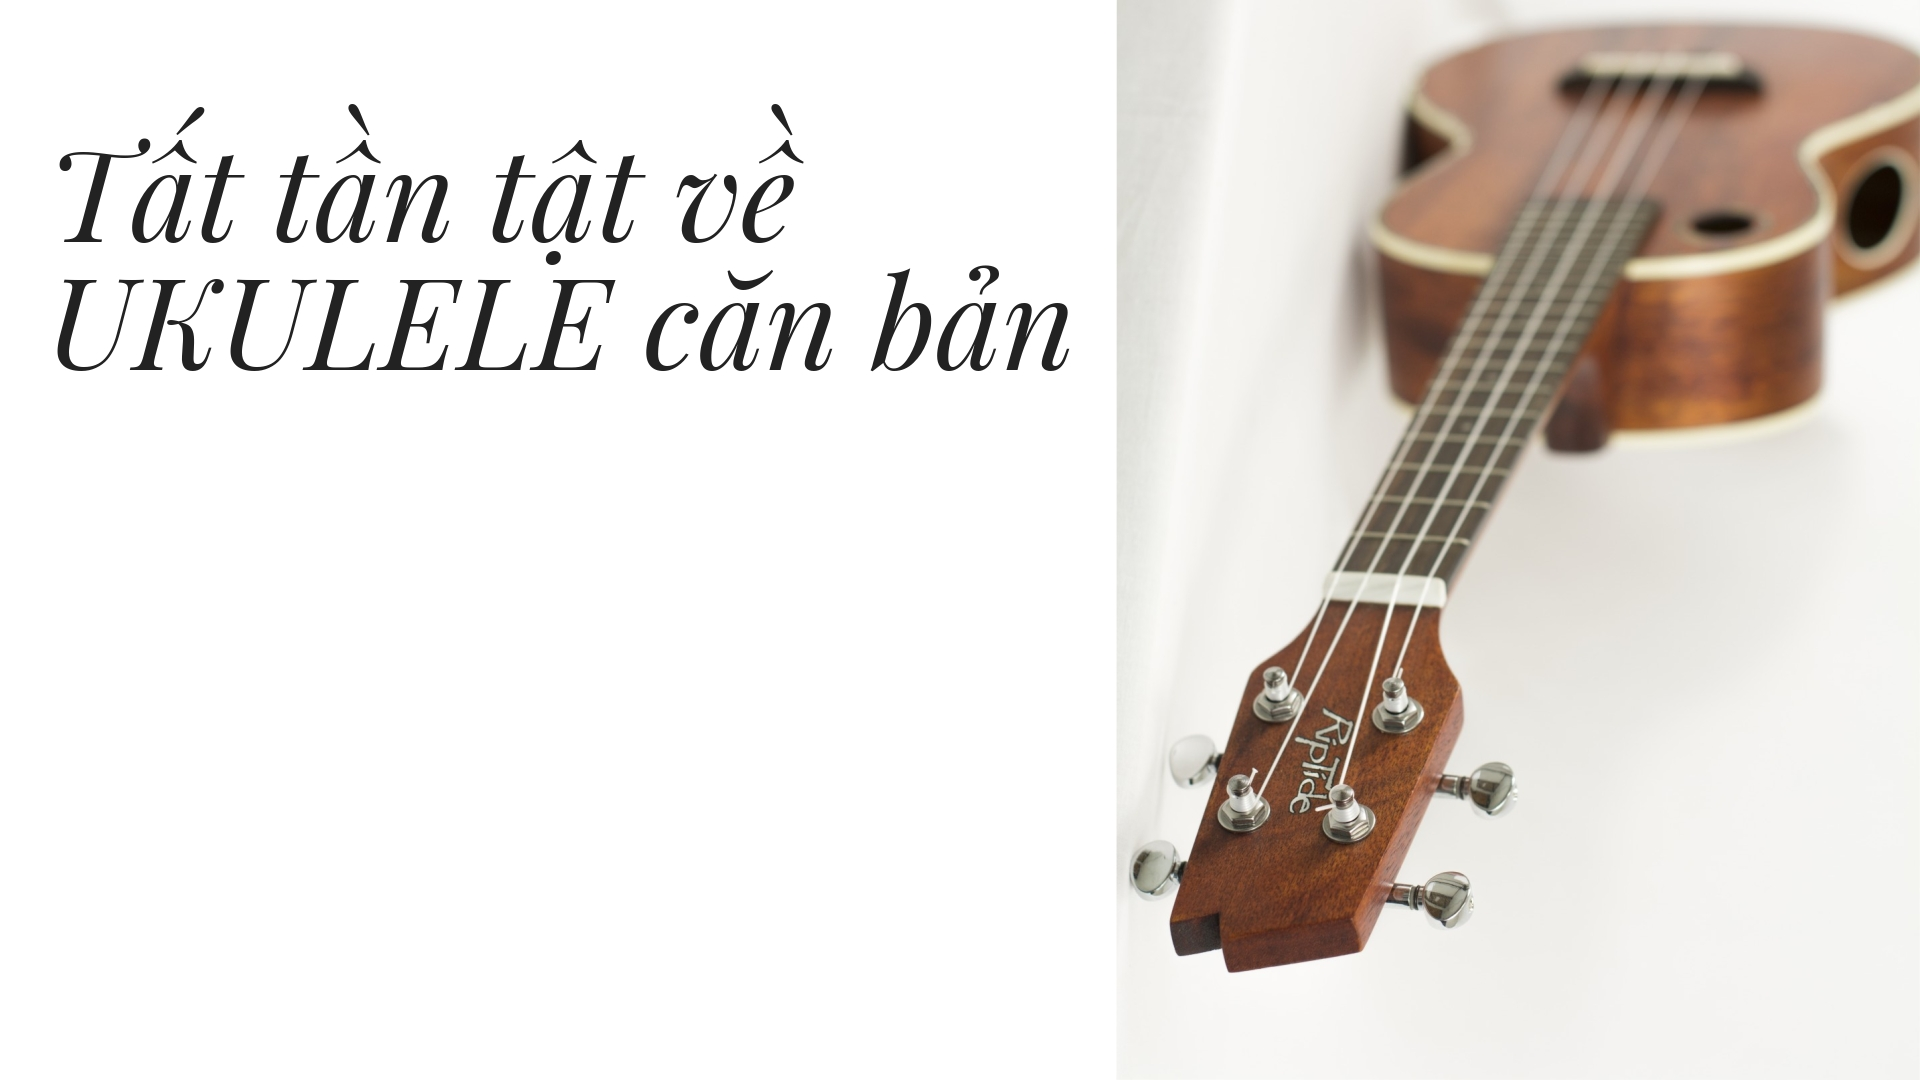 Tất tần tật về
UKULELE căn bản
RipTide